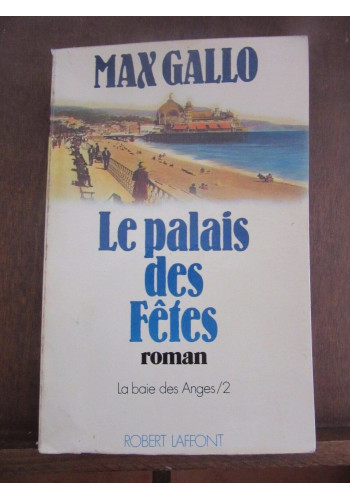 MAX GALLO
Le palais
des
Fêtes
roman
La baie des Anges/2
ROBERT LAFFONT